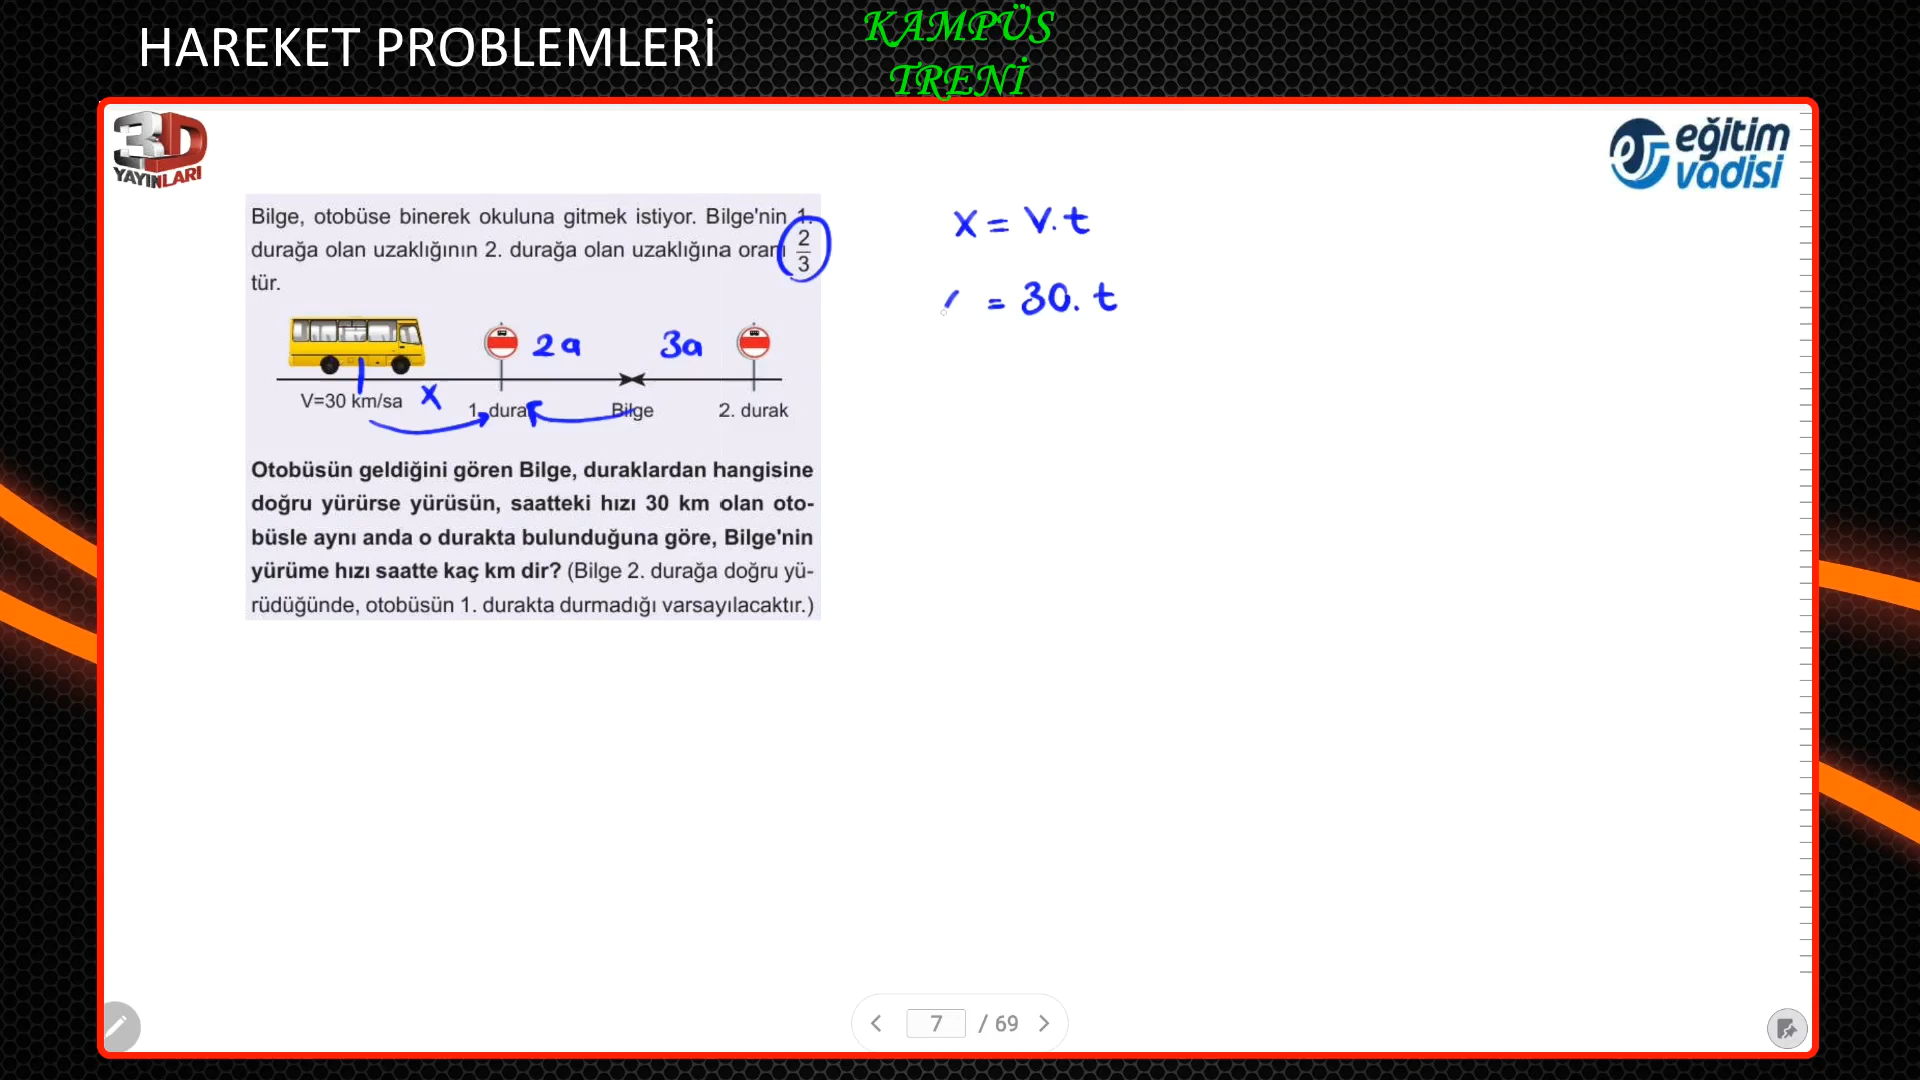 HAREKET PROBLEMLERİ
KAMPÜS
TRENİ
3D
YAYINLARI
eğitim
vadisi
Bilge, otobüse binerek okuluna gitmek istiyor. Bilge'nin 1.
durağa olan uzaklığının 2. durağa olan uzaklığına oranı 2/3
tür.
2a
3a
V=30 km/sa
x
1. durak
Bilge
2. durak
Otobüsün geldiğini gören Bilge, duraklardan hangisine
doğru yürürse yürüsün, saatteki hızı 30 km olan oto-
büsle aynı anda o durakta bulunduğuna göre, Bilge'nin
yürüme hızı saatte kaç km dir? (Bilge 2. durağa doğru yü-
rüdüğünde, otobüsün 1. durakta durmadığı varsayılacaktır.)
x = V.t
= 30. t
7 / 69